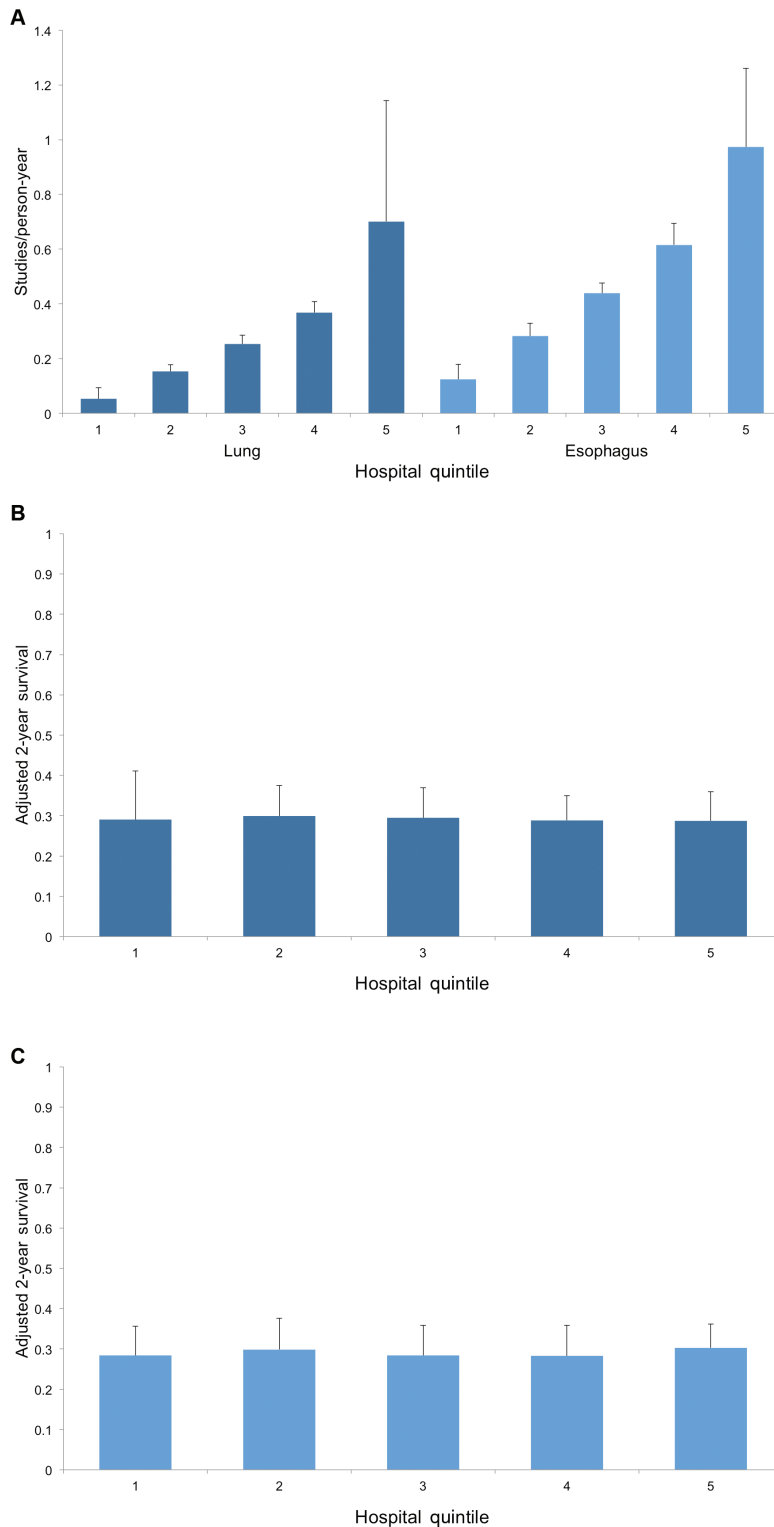 A
1.4
1.2
1
0.8
0.6
0.4
0.2
0
Studies/person-year
1 2 3 4 5 1 2 3 4 5
Lung Esophagus
Hospital quintile
B
1
0.9
0.8
0.7
0.6
0.5
0.4
0.3
0.2
0.1
0
Adjusted 2-year survival
1 2 3 4 5
Hospital quintile
C
1
0.9
0.8
0.7
0.6
0.5
0.4
0.3
0.2
0.1
0
Adjusted 2-year survival
1 2 3 4 5
Hospital quintile